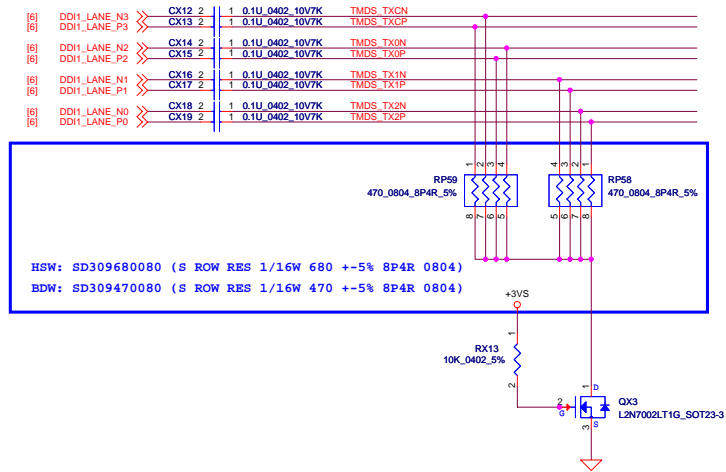 [6] DDI1_LANE_N3 CX12 2 1 0.1U_0402_10V7K TMDS_TXCN
[6] DDI1_LANE_P3 CX13 2 1 0.1U_0402_10V7K TMDS_TXCP
[6] DDI1_LANE_N2 CX14 2 1 0.1U_0402_10V7K TMDS_TX0N
[6] DDI1_LANE_P2 CX15 2 1 0.1U_0402_10V7K TMDS_TX0P
[6] DDI1_LANE_N1 CX16 2 1 0.1U_0402_10V7K TMDS_TX1N
[6] DDI1_LANE_P1 CX17 2 1 0.1U_0402_10V7K TMDS_TX1P
[6] DDI1_LANE_N0 CX18 2 1 0.1U_0402_10V7K TMDS_TX2N
[6] DDI1_LANE_P0 CX19 2 1 0.1U_0402_10V7K TMDS_TX2P
1 2 3 4 4 3 2 1
RP59 RP58
470_0804_8P4R_5% 470_0804_8P4R_5%
8 7 6 5 5 6 7 8
HSW: SD309680080 (S ROW RES 1/16W 680 +-5% 8P4R 0804)
BDW: SD309470080 (S ROW RES 1/16W 470 +-5% 8P4R 0804)
+3VS
1
RX13
10K_0402_5%
2
1 D
2 G
QX3
L2N7002LT1G_SOT23-3
3 S